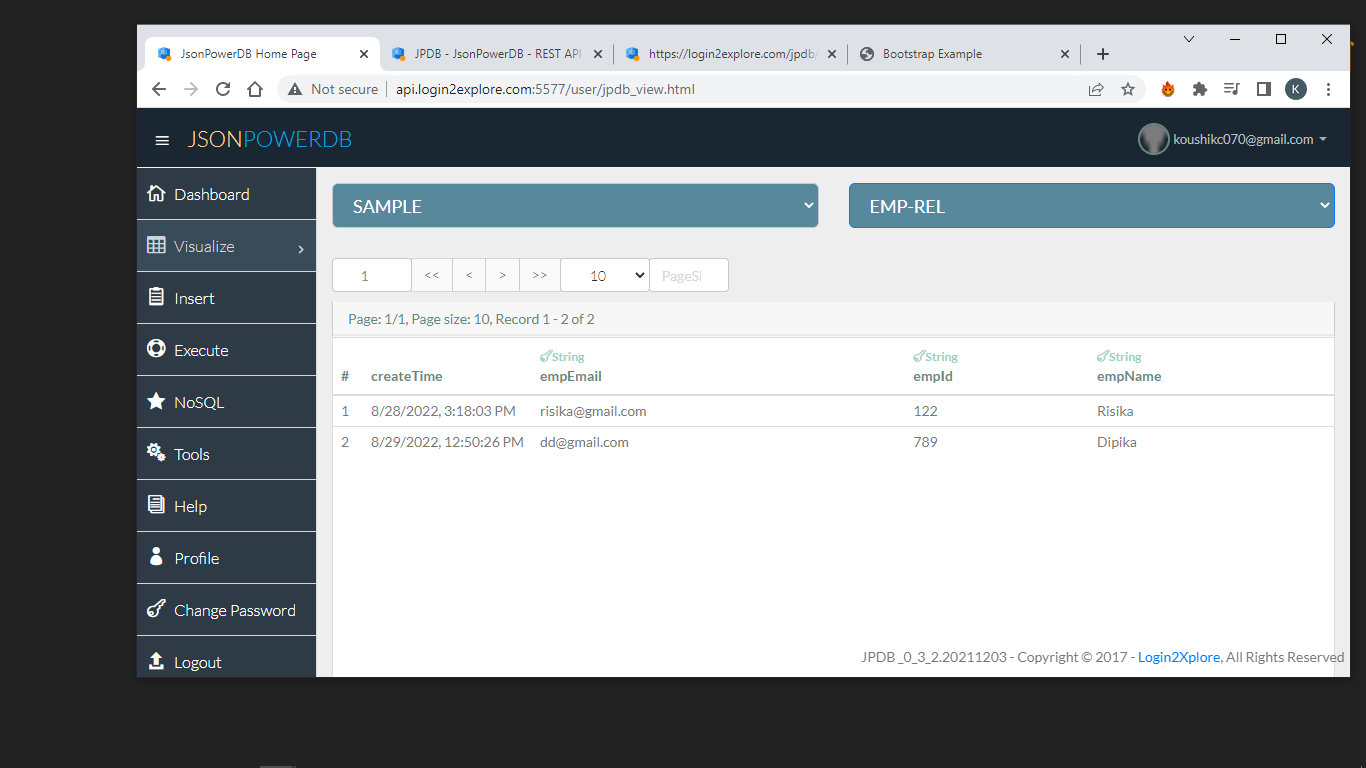 JsonPowerDB Home Page JPDB - JsonPowerDB - REST API https://login2explore.com/jpdb/ Bootstrap Example
Not secure api.login2explore.com:5577/user/jpdb_view.html K
JSONPOWERDB koushikc070@gmail.com
Dashboard
Visualize
Insert
Execute
NoSQL
Tools
Help
Profile
Change Password
Logout
SAMPLE EMP-REL
1 << < > >> 10 PageSi
Page: 1/1, Page size: 10, Record 1 - 2 of 2
String String String
# createTime empEmail empId empName
1 8/28/2022, 3:18:03 PM risika@gmail.com 122 Risika
2 8/29/2022, 12:50:26 PM dd@gmail.com 789 Dipika
JPDB _0_3_2.20211203 - Copyright © 2017 - Login2Xplore, All Rights Reserved